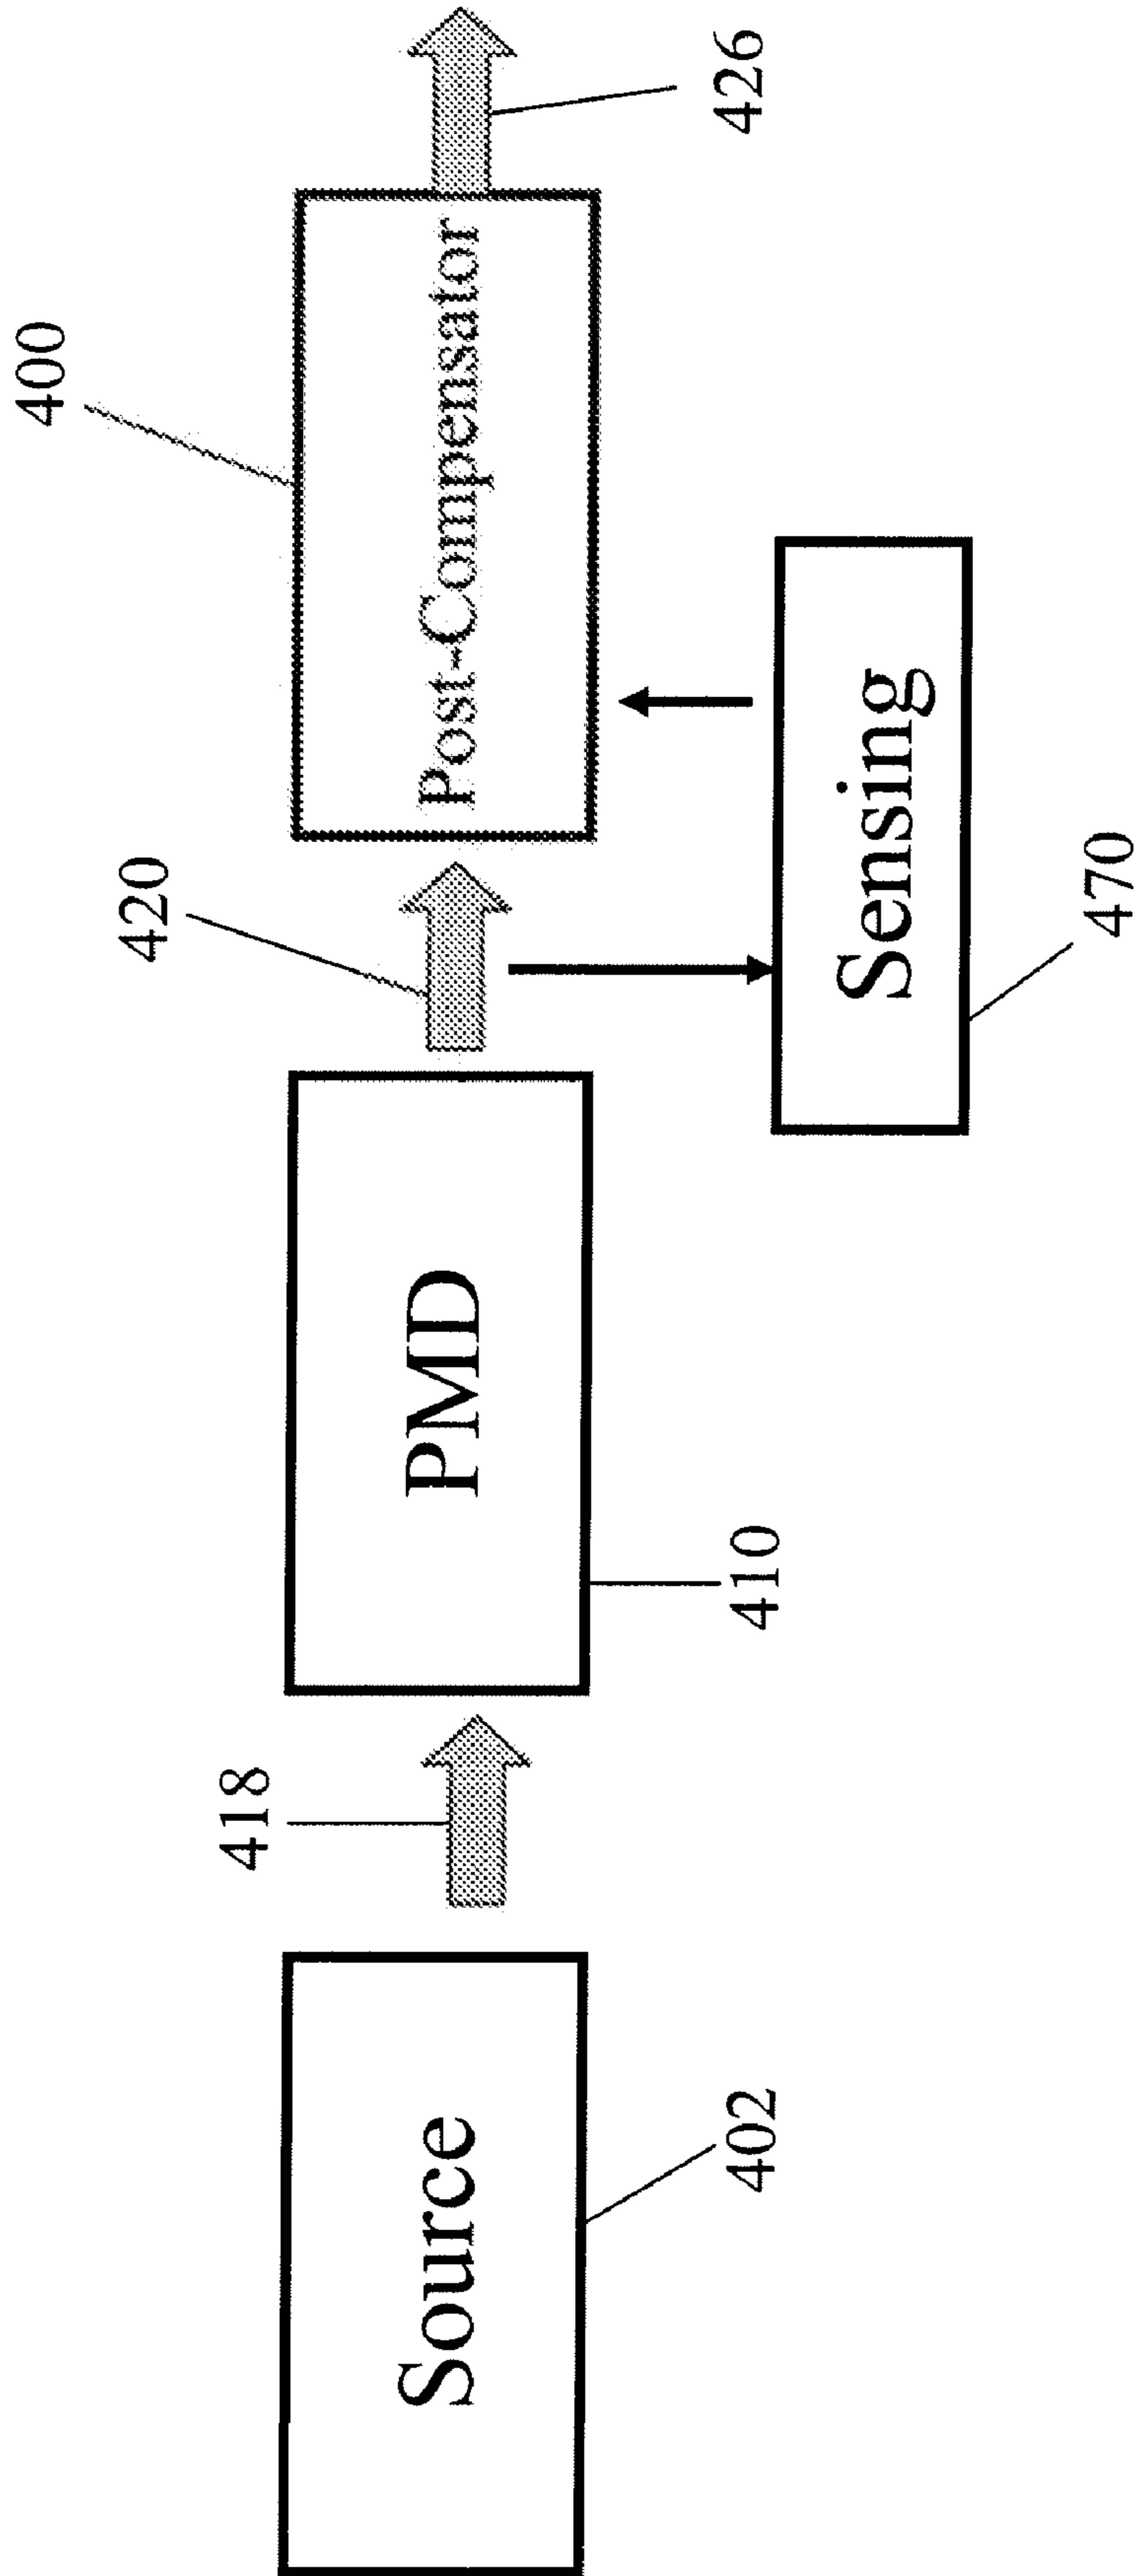 Source
402
418
PMD
410
420
Sensing
470
Post-Compensator
400
426